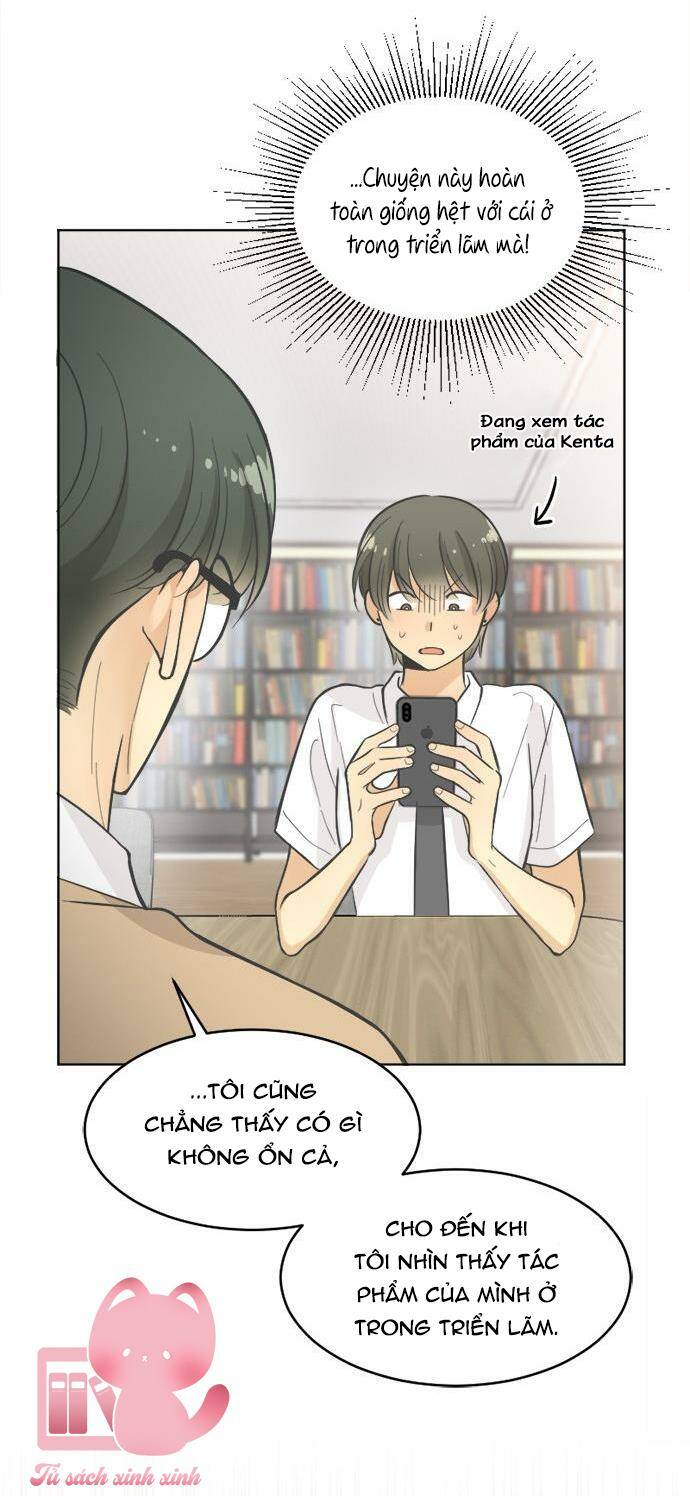 ...Chuyện này hoàn
toàn giống hệt với cái ở
trong triển lãm mà!
Đang xem tác
phẩm của Kenta
...TÔI CŨNG
CHẲNG THẤY CÓ GÌ
KHÔNG ỔN CẢ,
CHO ĐẾN KHI
TÔI NHÌN THẤY TÁC
PHẨM CỦA MÌNH Ở
TRONG TRIỂN LÃM.
Tủ sách xinh xinh